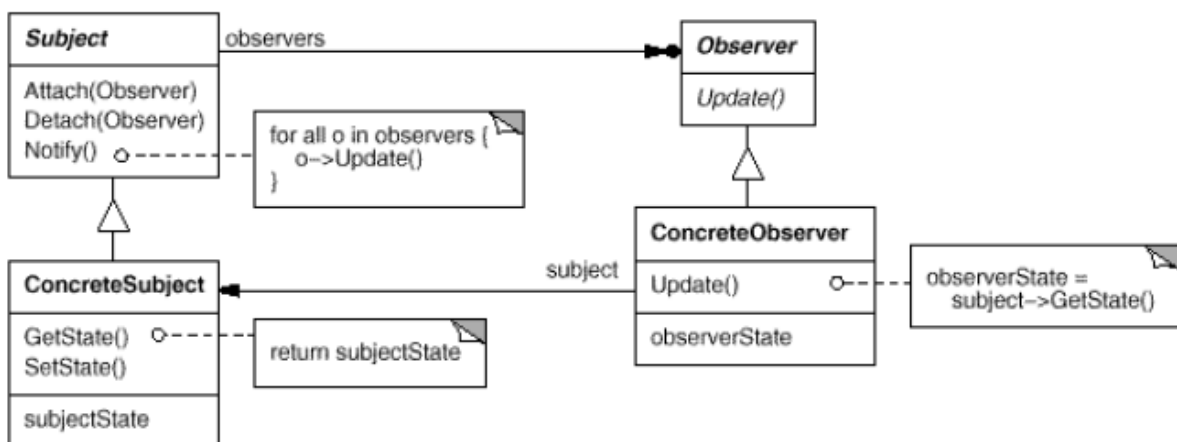 Subject
observers
Observer
Attach(Observer)
Detach(Observer)
Notify()
for all o in observers {
o->Update()
}
Update()
ConcreteSubject
GetState()
SetState()
subjectState
return subjectState
subject
ConcreteObserver
Update()
observerState
observerState =
subject->GetState()